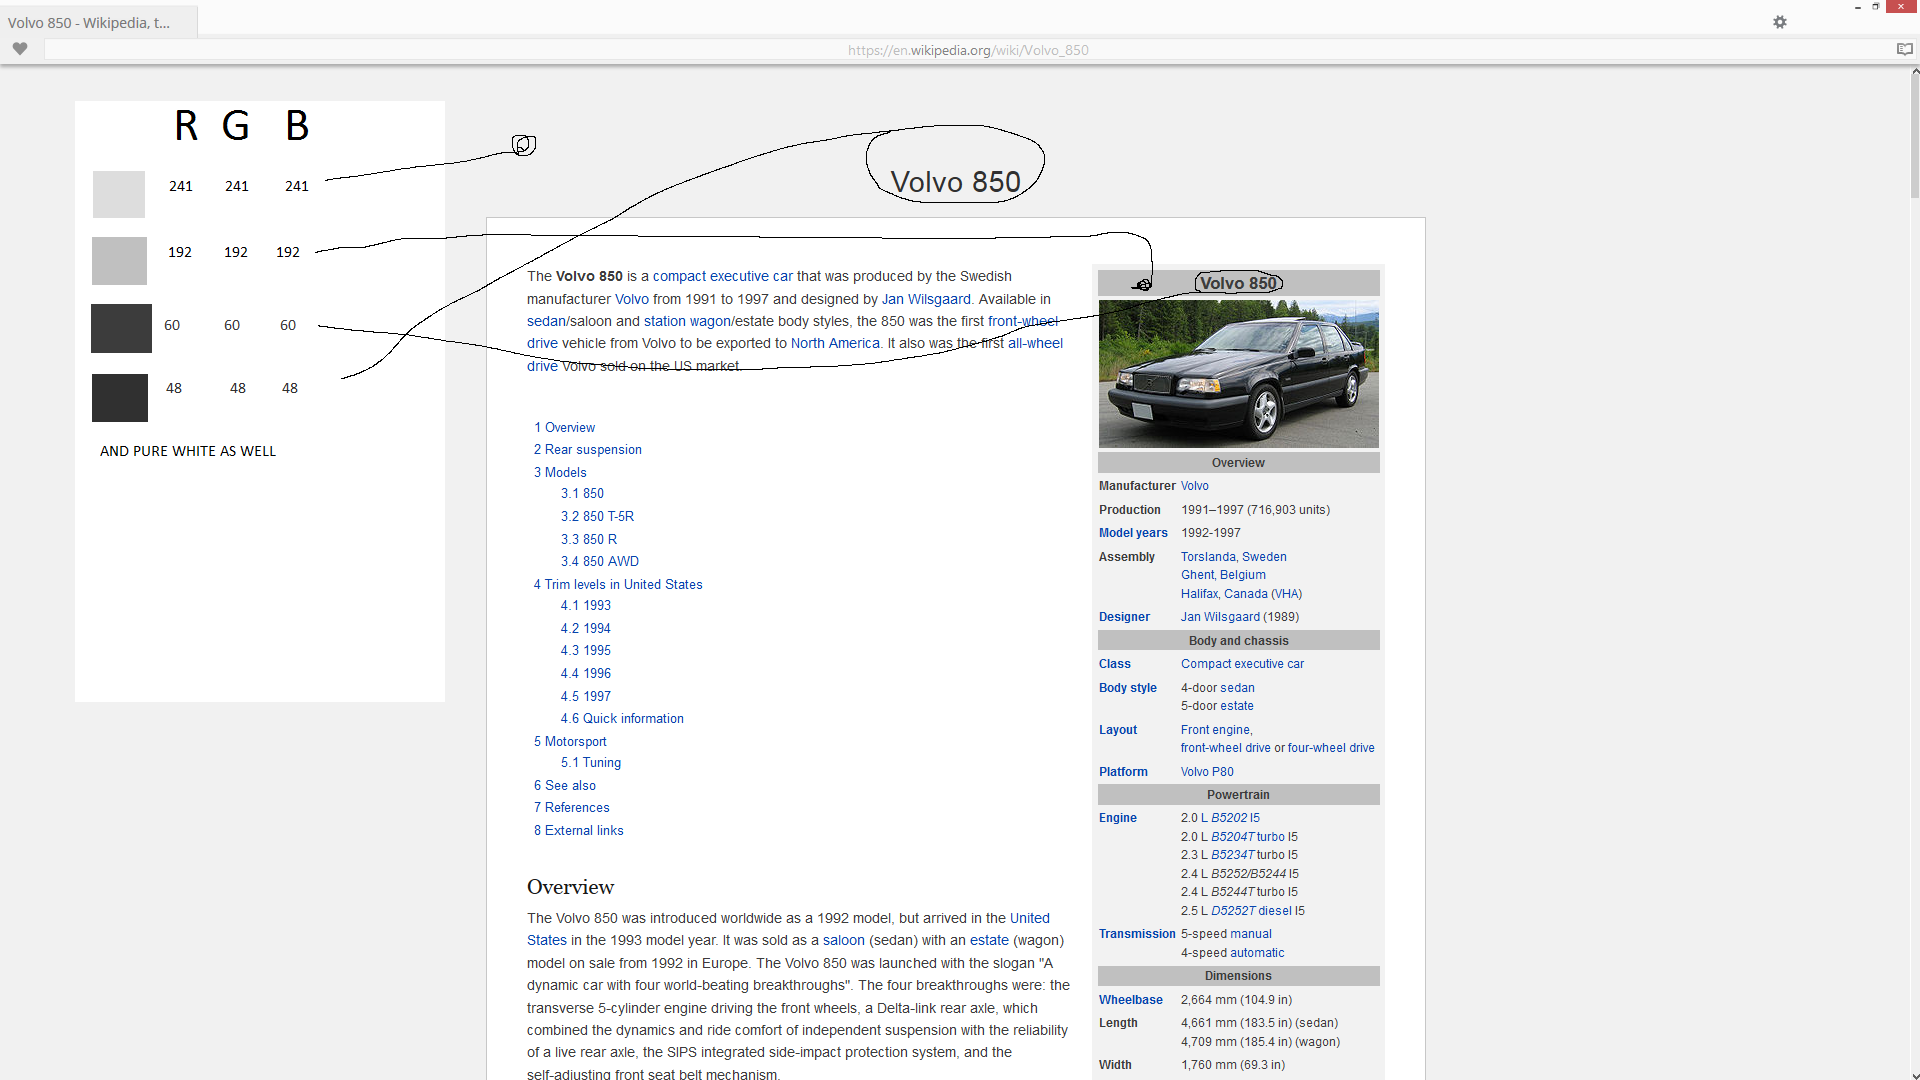 Volvo 850 - Wikipedia, t...
https://en.wikipedia.org/wiki/Volvo_850
R G B
241 241 241
192 192 192
60 60 60
48 48 48
AND PURE WHITE AS WELL
Volvo 850
The Volvo 850 is a compact executive car that was produced by the Swedish
manufacturer Volvo from 1991 to 1997 and designed by Jan Wilsgaard. Available in
sedan/saloon and station wagon/estate body styles, the 850 was the first front-wheel
drive vehicle from Volvo to be exported to North America. It also was the first all-wheel
drive Volvo sold on the US market.
1 Overview
2 Rear suspension
3 Models
3.1 850
3.2 850 T-5R
3.3 850 R
3.4 850 AWD
4 Trim levels in United States
4.1 1993
4.2 1994
4.3 1995
4.4 1996
4.5 1997
4.6 Quick information
5 Motorsport
5.1 Tuning
6 See also
7 References
8 External links
Overview
The Volvo 850 was introduced worldwide as a 1992 model, but arrived in the United
States in the 1993 model year. It was sold as a saloon (sedan) with an estate (wagon)
model on sale from 1992 in Europe. The Volvo 850 was launched with the slogan "A
dynamic car with four world-beating breakthroughs". The four breakthroughs were: the
transverse 5-cylinder engine driving the front wheels, a Delta-link rear axle, which
combined the dynamics and ride comfort of independent suspension with the reliability
of a live rear axle, the SIPS integrated side-impact protection system, and the
self-adjusting front seat belt mechanism.
Volvo 850
Overview
Manufacturer Volvo
Production 1991–1997 (716,903 units)
Model years 1992-1997
Assembly Torslanda, Sweden
Ghent, Belgium
Halifax, Canada (VHA)
Designer Jan Wilsgaard (1989)
Body and chassis
Class Compact executive car
Body style 4-door sedan
5-door estate
Layout Front engine,
front-wheel drive or four-wheel drive
Platform Volvo P80
Powertrain
Engine 2.0 L B5202 I5
2.0 L B5204T turbo I5
2.3 L B5234T turbo I5
2.4 L B5252/B5244 I5
2.4 L B5244T turbo I5
2.5 L D5252T diesel I5
Transmission 5-speed manual
4-speed automatic
Dimensions
Wheelbase 2,664 mm (104.9 in)
Length 4,661 mm (183.5 in) (sedan)
4,709 mm (185.4 in) (wagon)
Width 1,760 mm (69.3 in)